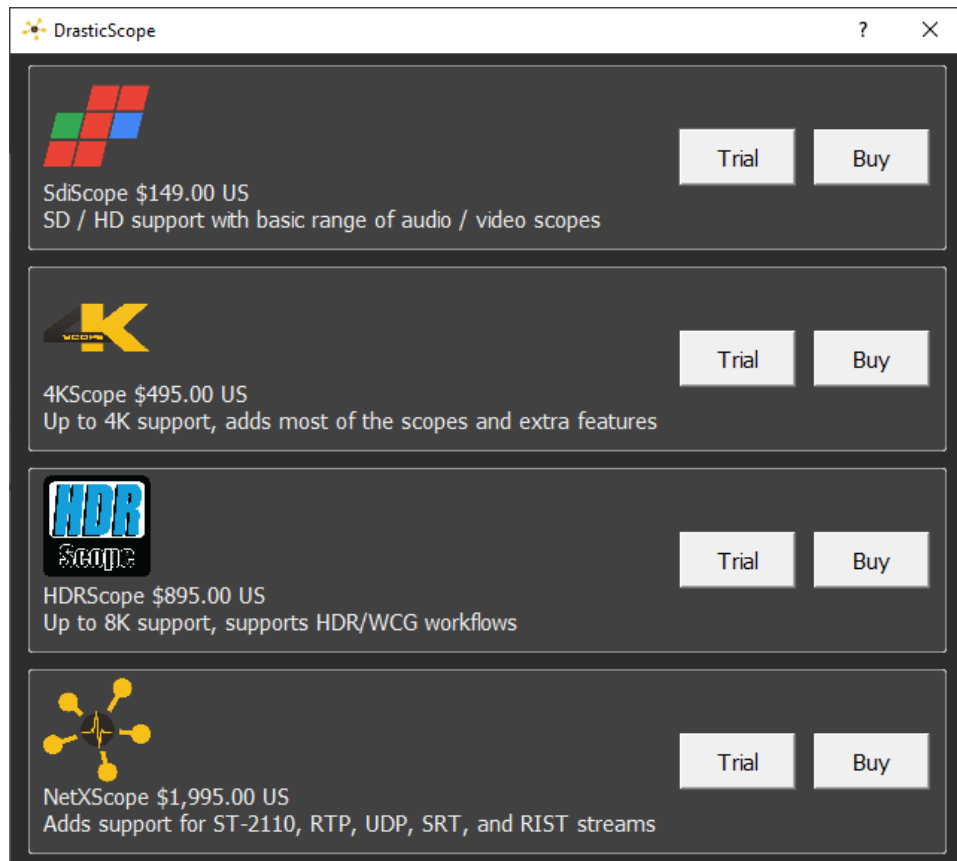 DrasticScope ?
Trial Buy
SdiScope $149.00 US
SD / HD support with basic range of audio / video scopes
4K
SCOPE
Trial Buy
4KScope $495.00 US
Up to 4K support, adds most of the scopes and extra features
HDR
Scope
Trial Buy
HDRScope $895.00 US
Up to 8K support, supports HDR/WCG workflows
Trial Buy
NetXScope $1,995.00 US
Adds support for ST-2110, RTP, UDP, SRT, and RIST streams